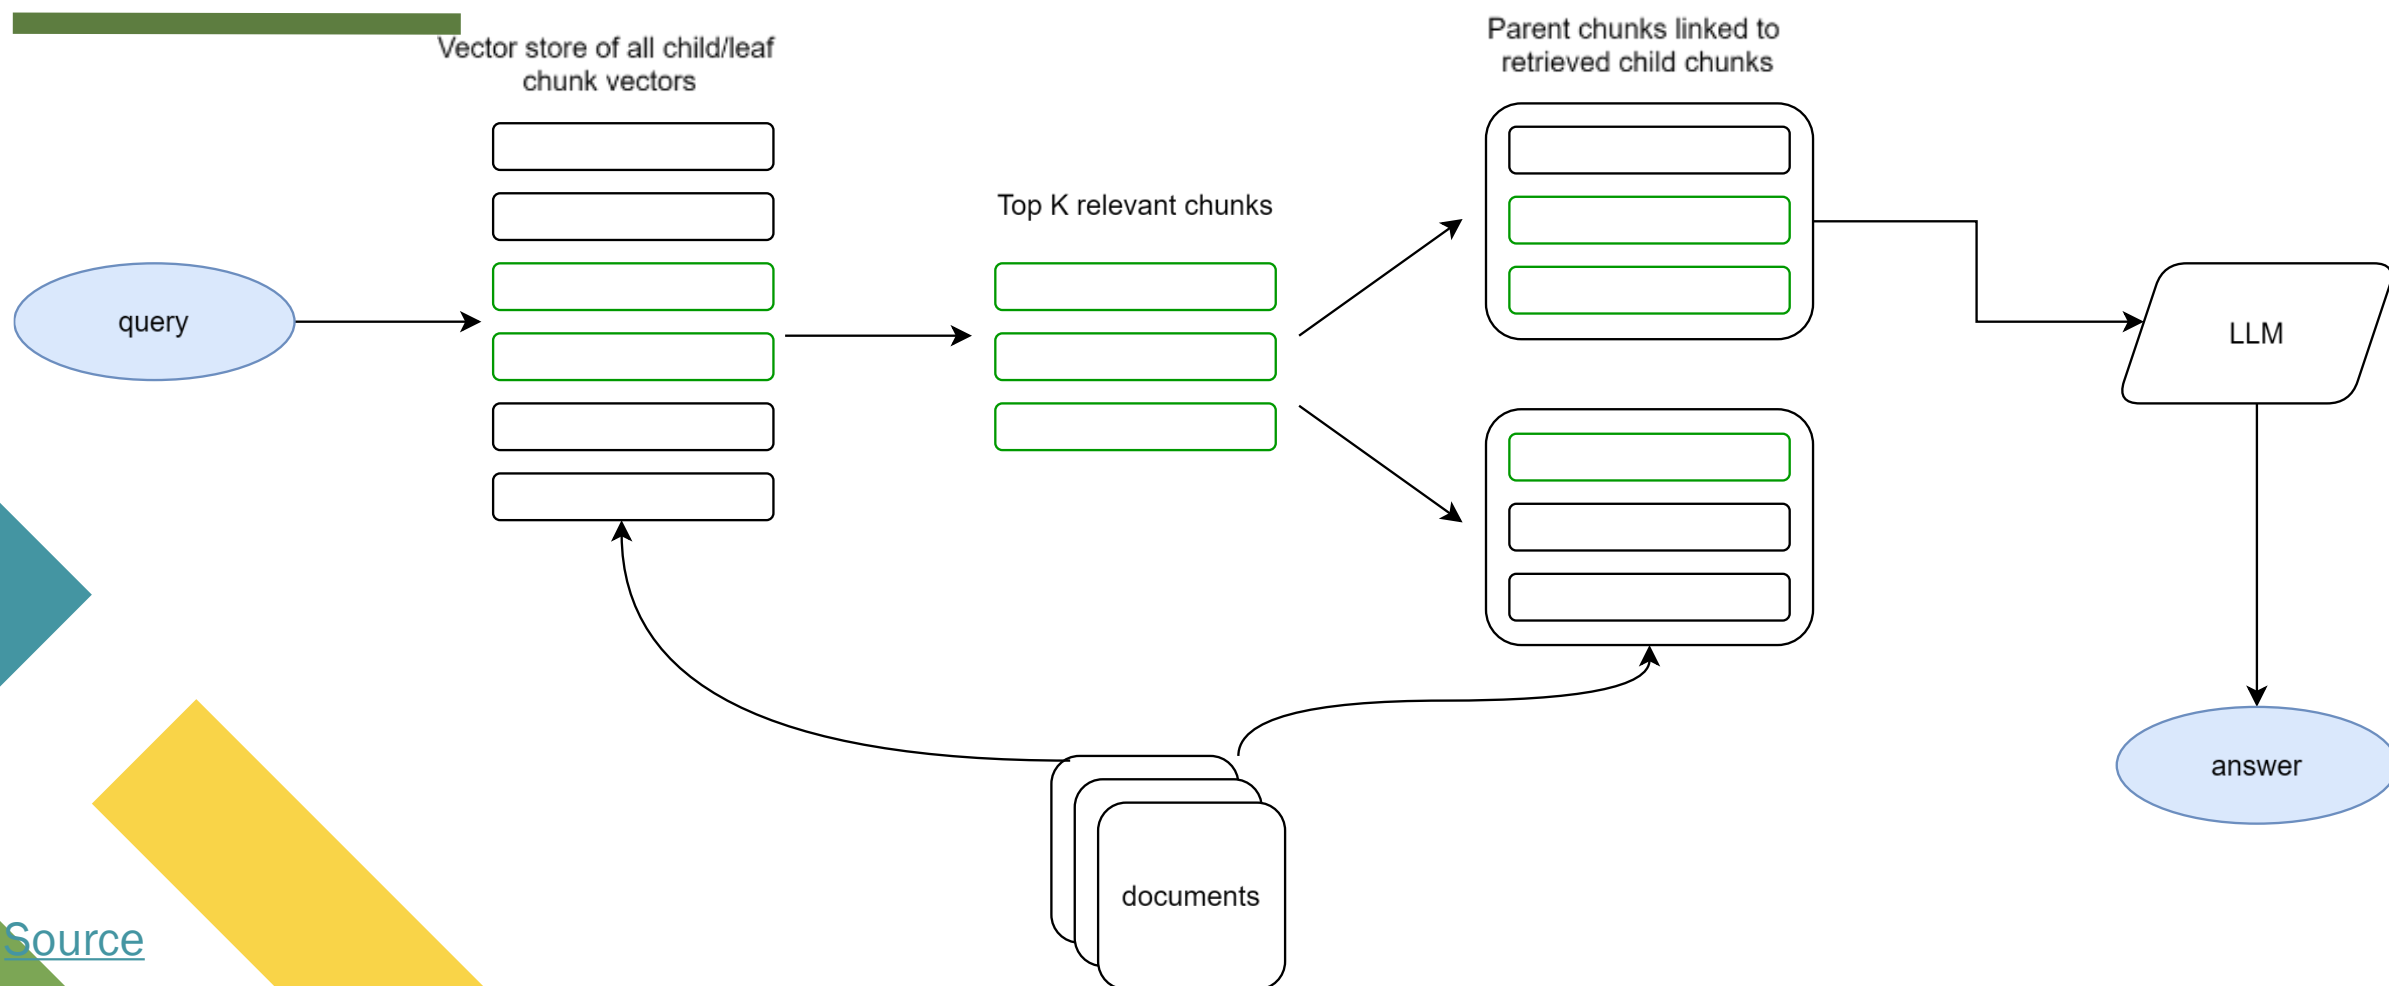 Vector store of all child/leaf
chunk vectors
Parent chunks linked to
retrieved child chunks
Top K relevant chunks
query
LLM
answer
documents
Source